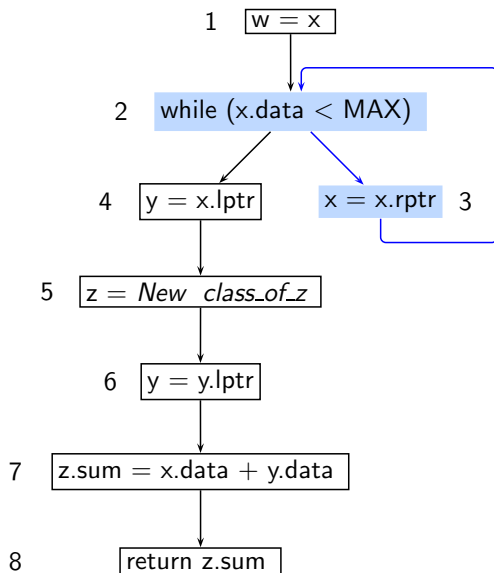 1 w = x
2 while (x.data < MAX)
4 y = x.lptr
x = x.rptr 3
5 z = New class_of_z
6 y = y.lptr
7 z.sum = x.data + y.data
8 return z.sum